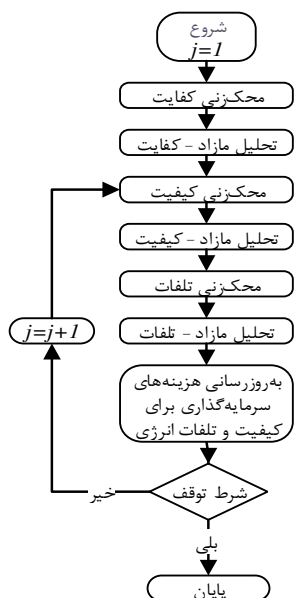 شروع
j=1
محک‌زنی کفایت
تحلیل مازاد - کفایت
محک‌زنی کیفیت
تحلیل مازاد - کیفیت
محک‌زنی تلفات
تحلیل مازاد - تلفات
j=j+1
به‌روزرسانی هزینه‌های
سرمایه‌گذاری برای
کیفیت و تلفات انرژی
شرط توقف
خیر
بلی
پایان